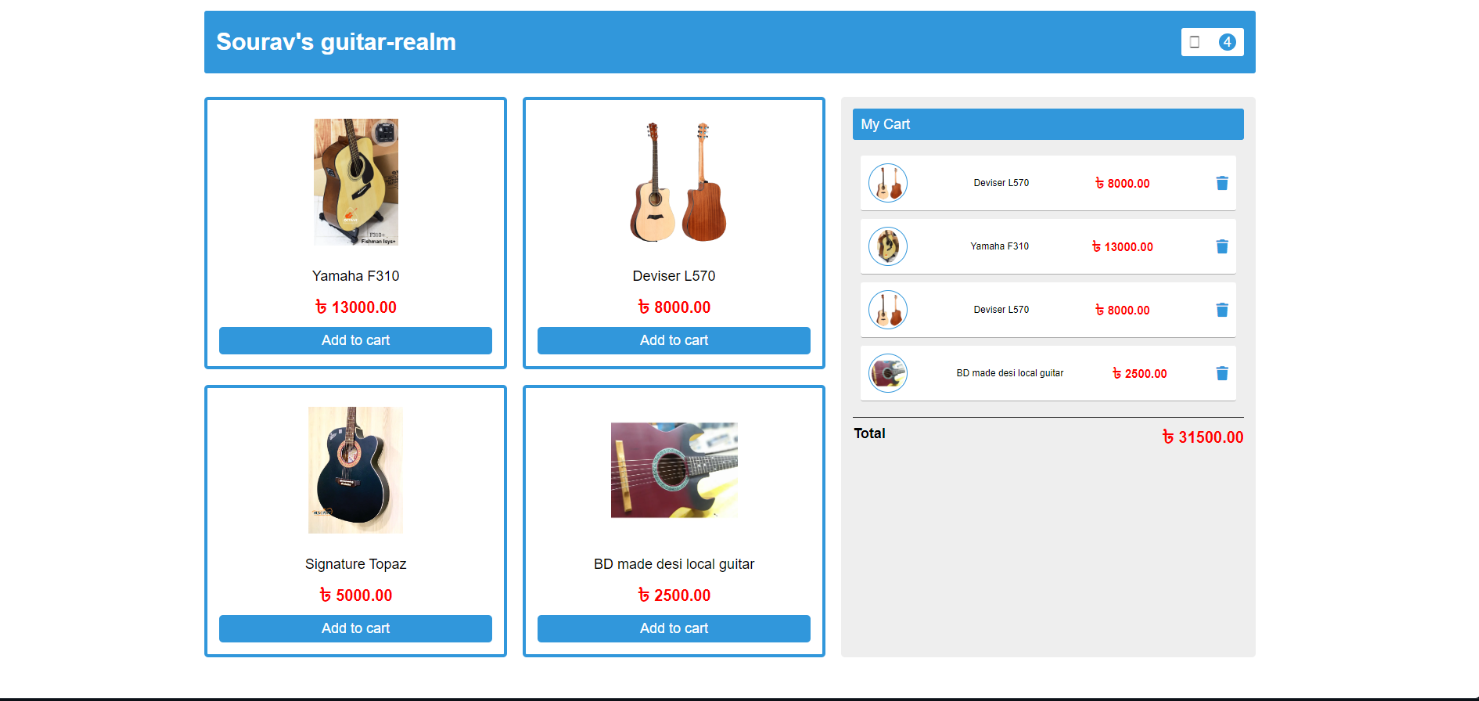 Sourav's guitar-realm
4
Yamaha F310
৳ 13000.00
Add to cart
Deviser L570
৳ 8000.00
Add to cart
Signature Topaz
৳ 5000.00
Add to cart
BD made desi local guitar
৳ 2500.00
Add to cart
My Cart
Deviser L570 ৳ 8000.00
Yamaha F310 ৳ 13000.00
Deviser L570 ৳ 8000.00
BD made desi local guitar ৳ 2500.00
Total ৳ 31500.00